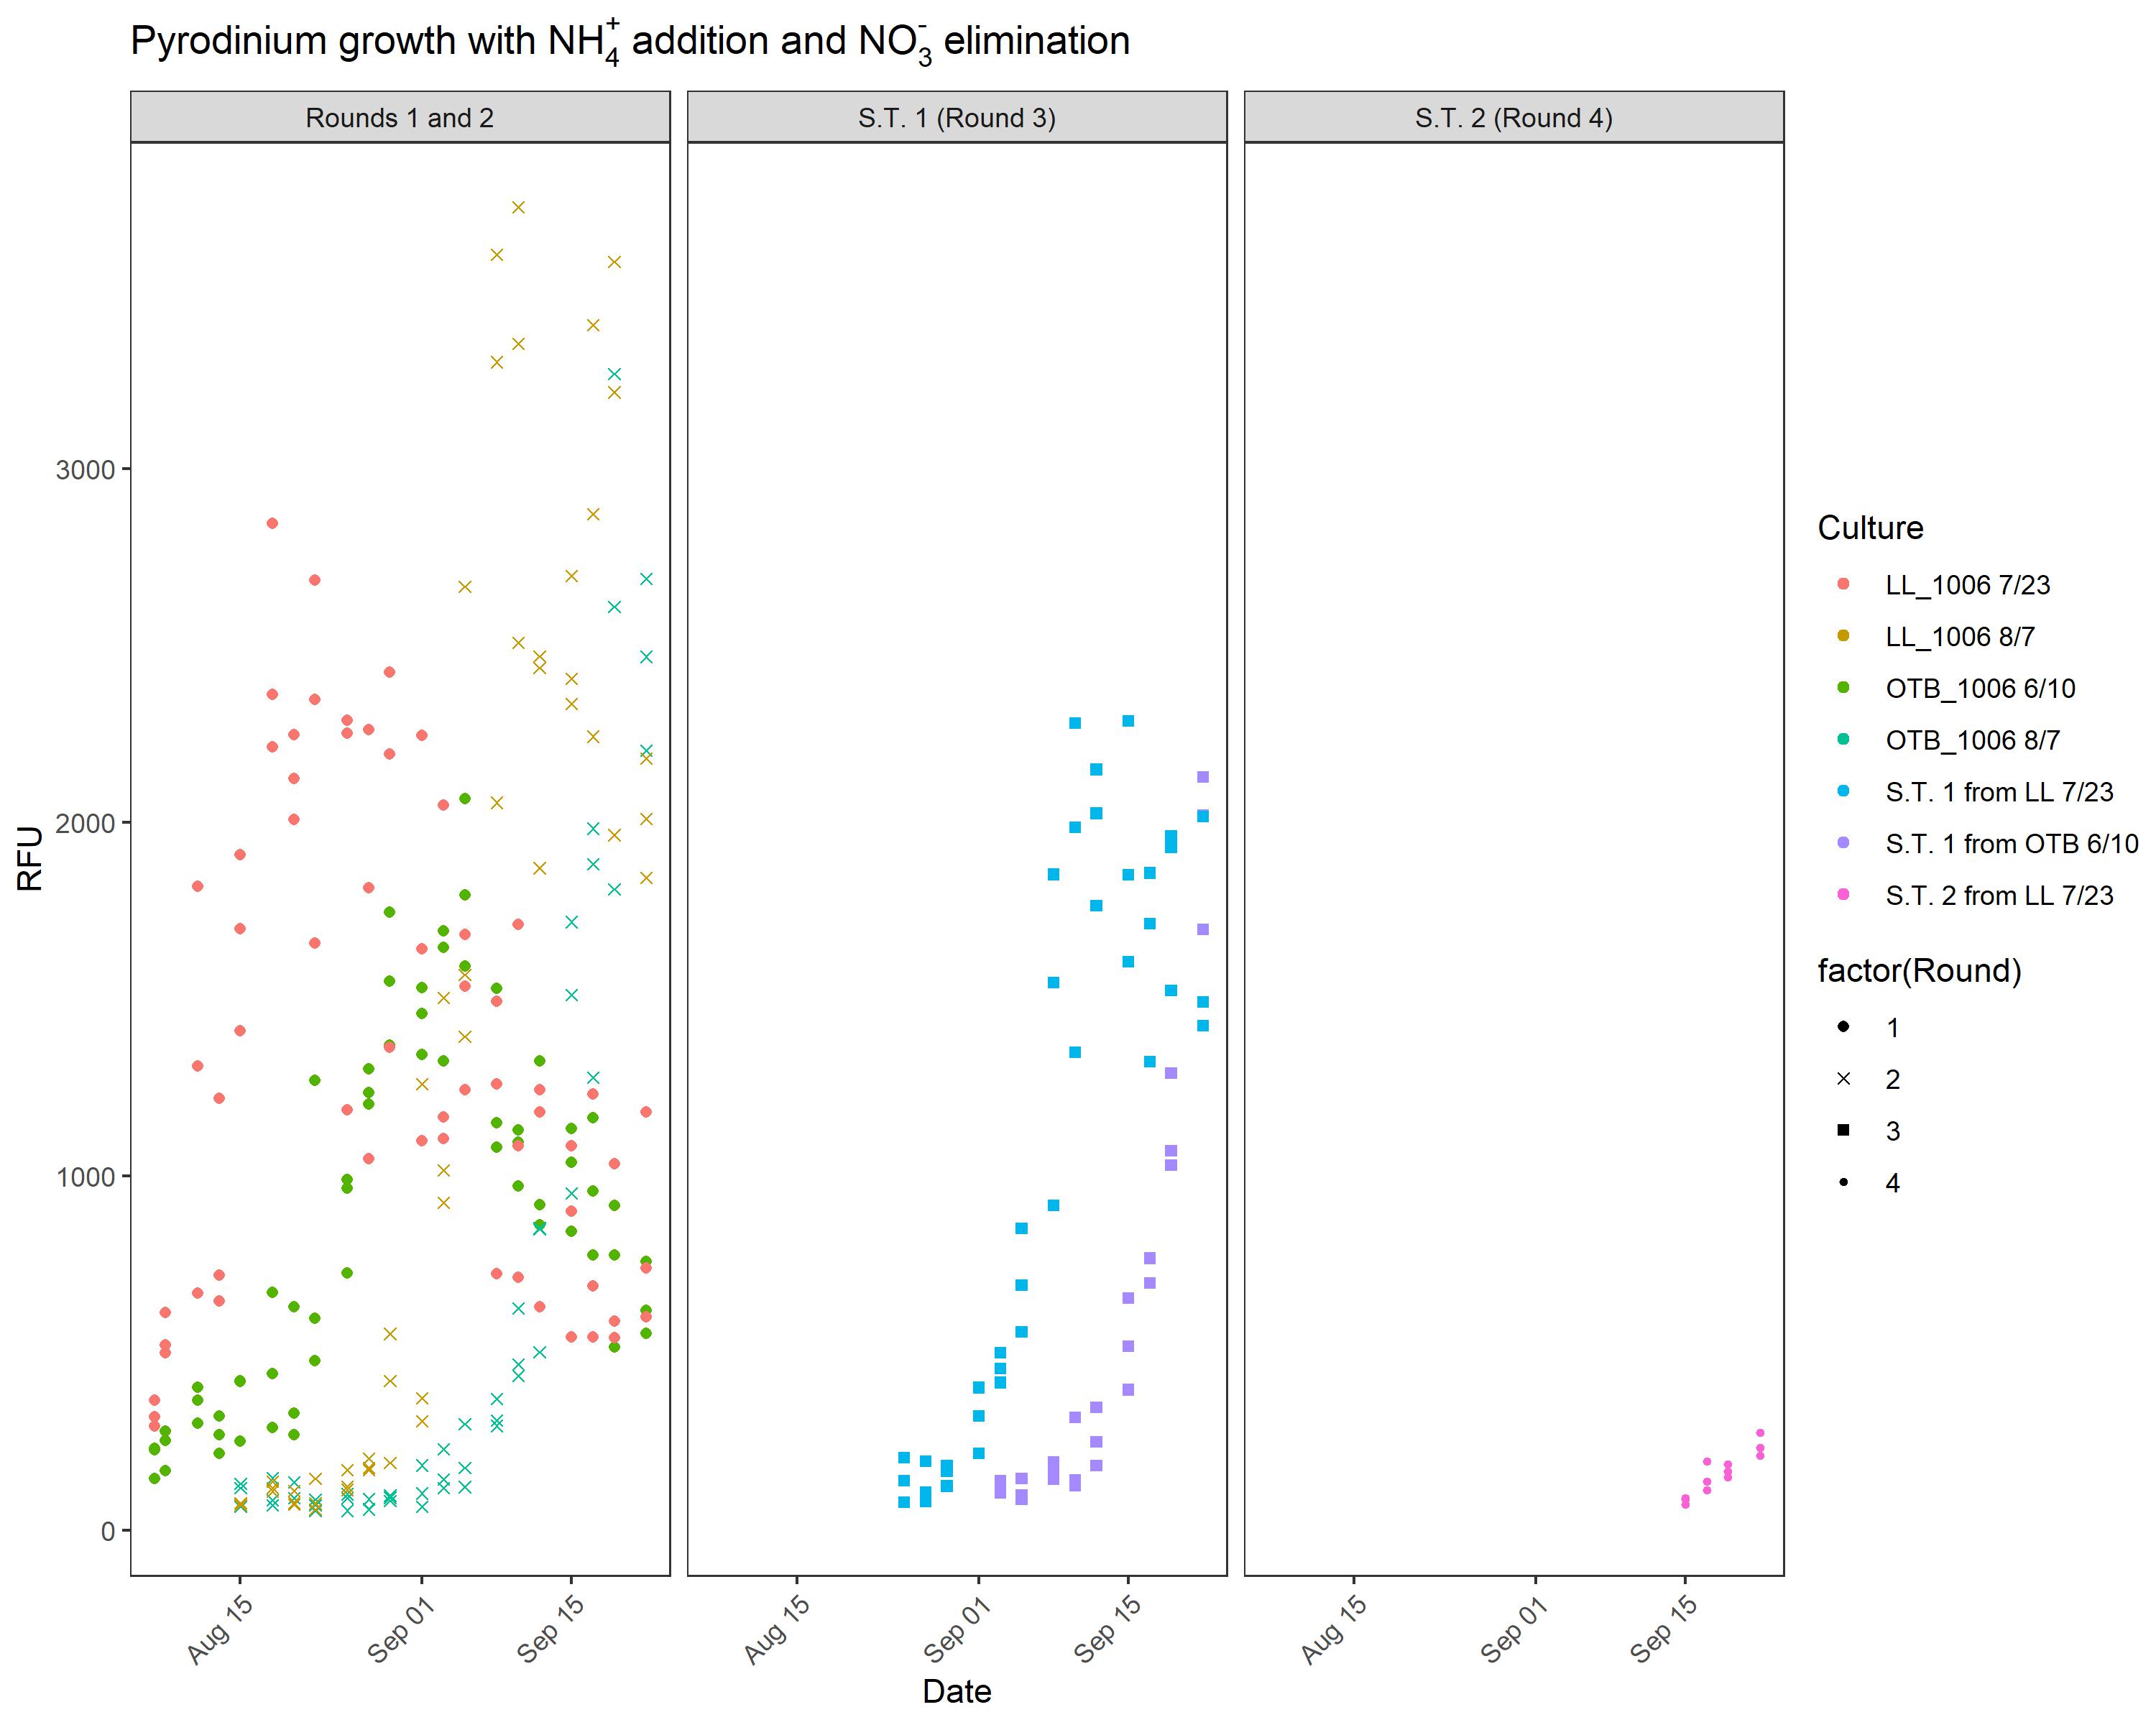 Pyrodinium growth with NH₄⁺ addition and NO₃⁻ elimination
Rounds 1 and 2
S.T. 1 (Round 3)
S.T. 2 (Round 4)
RFU
3000
2000
1000
0
Aug 15
Sep 01
Sep 15
Aug 15
Sep 01
Sep 15
Aug 15
Sep 01
Sep 15
Date
Culture
LL_1006 7/23
LL_1006 8/7
OTB_1006 6/10
OTB_1006 8/7
S.T. 1 from LL 7/23
S.T. 1 from OTB 6/10
S.T. 2 from LL 7/23
factor(Round)
1
2
3
4